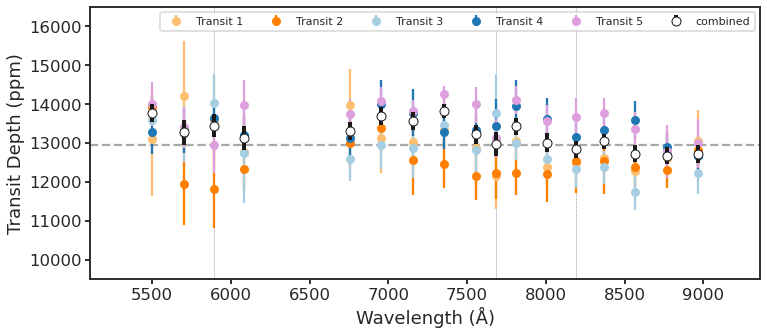 Transit 1 Transit 2 Transit 3 Transit 4 Transit 5 combined
Transit Depth (ppm)
16000
15000
14000
13000
12000
11000
10000
5500 6000 6500 7000 7500 8000 8500 9000
Wavelength (Å)